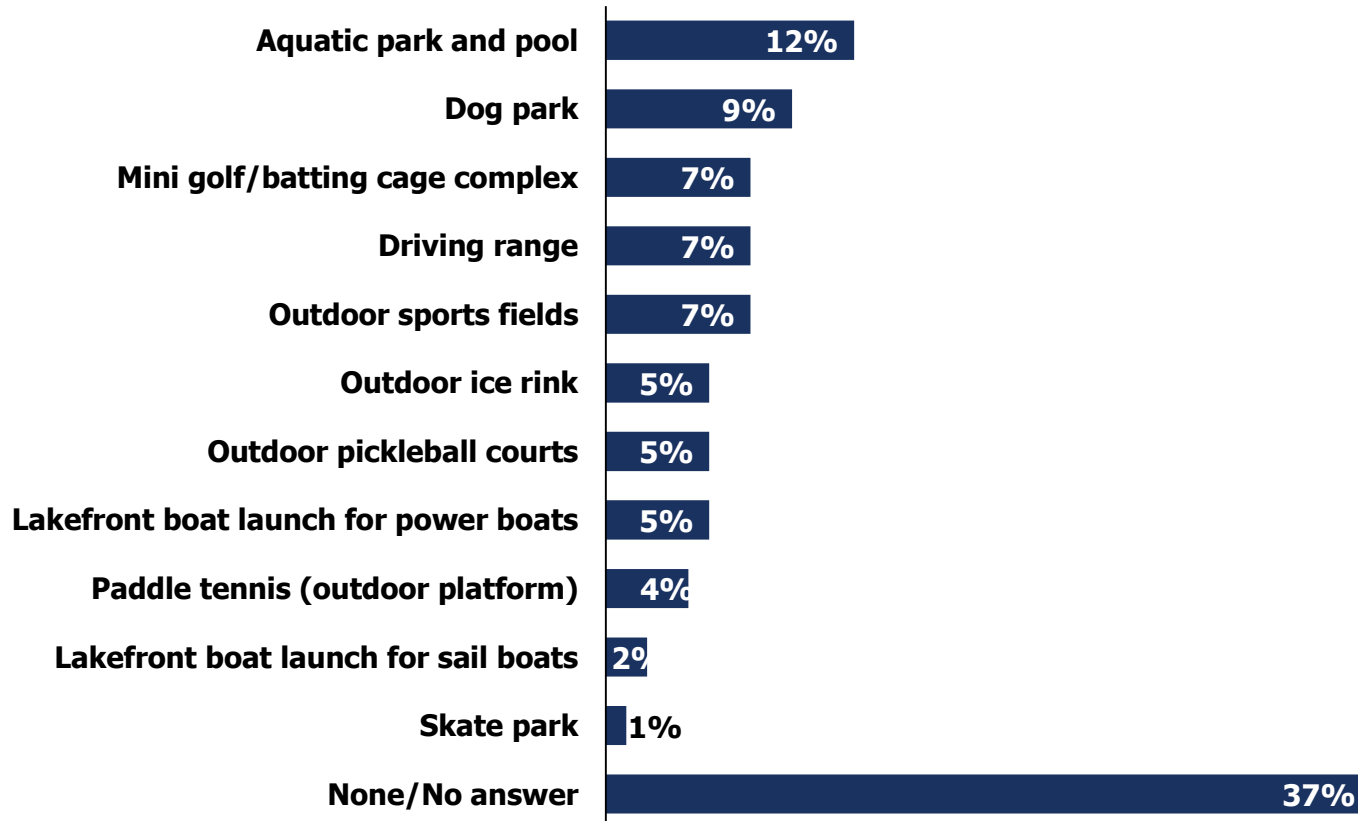 Aquatic park and pool 12%
Dog park 9%
Mini golf/batting cage complex 7%
Driving range 7%
Outdoor sports fields 7%
Outdoor ice rink 5%
Outdoor pickleball courts 5%
Lakefront boat launch for power boats 5%
Paddle tennis (outdoor platform) 4%
Lakefront boat launch for sail boats 2%
Skate park 1%
None/No answer 37%